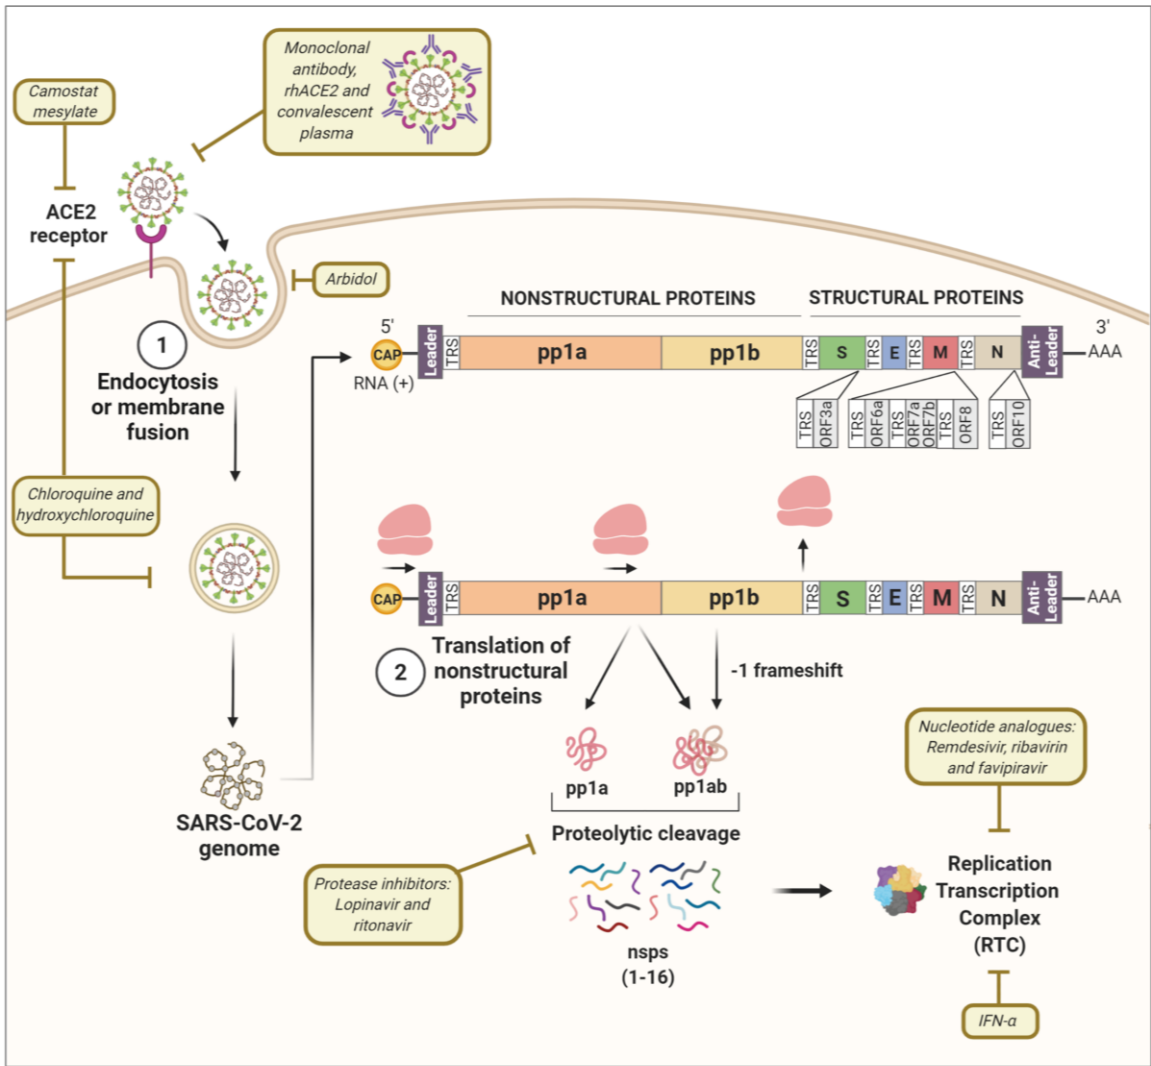 Monoclonal
antibody,
rhACE2 and
convalescent
plasma
Camostat
mesylate
ACE2
receptor
Arbidol
1
Endocytosis
or membrane
fusion
Chloroquine and
hydroxychloroquine
SARS-CoV-2
genome
NONSTRUCTURAL PROTEINS
STRUCTURAL PROTEINS
5'
3'
CAP
Leader
TRS
pp1a
pp1b
TRS
S
TRS
E
TRS
M
TRS
N
Anti-
Leader
AAA
RNA (+)
TRS
ORF3a
TRS
ORF6a
TRS
ORF7a
ORF7b
TRS
ORF8
TRS
ORF10
CAP
Leader
TRS
pp1a
pp1b
TRS
S
TRS
E
TRS
M
TRS
N
Anti-
Leader
AAA
2
Translation of
nonstructural
proteins
-1 frameshift
pp1a
pp1ab
Proteolytic cleavage
Protease inhibitors:
Lopinavir and
ritonavir
nsps
(1-16)
Nucleotide analogues:
Remdesivir, ribavirin
and favipiravir
Replication
Transcription
Complex
(RTC)
IFN-α